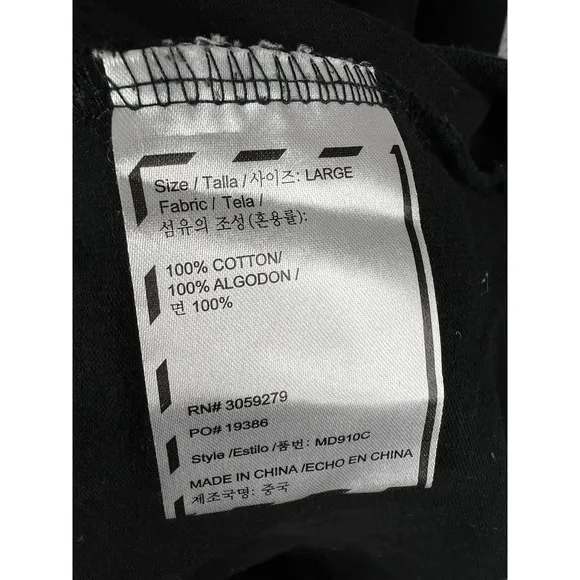 Size / Talla / 사이즈: LARGE
Fabric / Tela /
섬유의 조성(혼용률):
100% COTTON/
100% ALGODON /
면 100%
RN# 3059279
PO# 19386
Style /Estilo /품번: MD910C
MADE IN CHINA /ECHO EN CHINA
제조국명: 중국